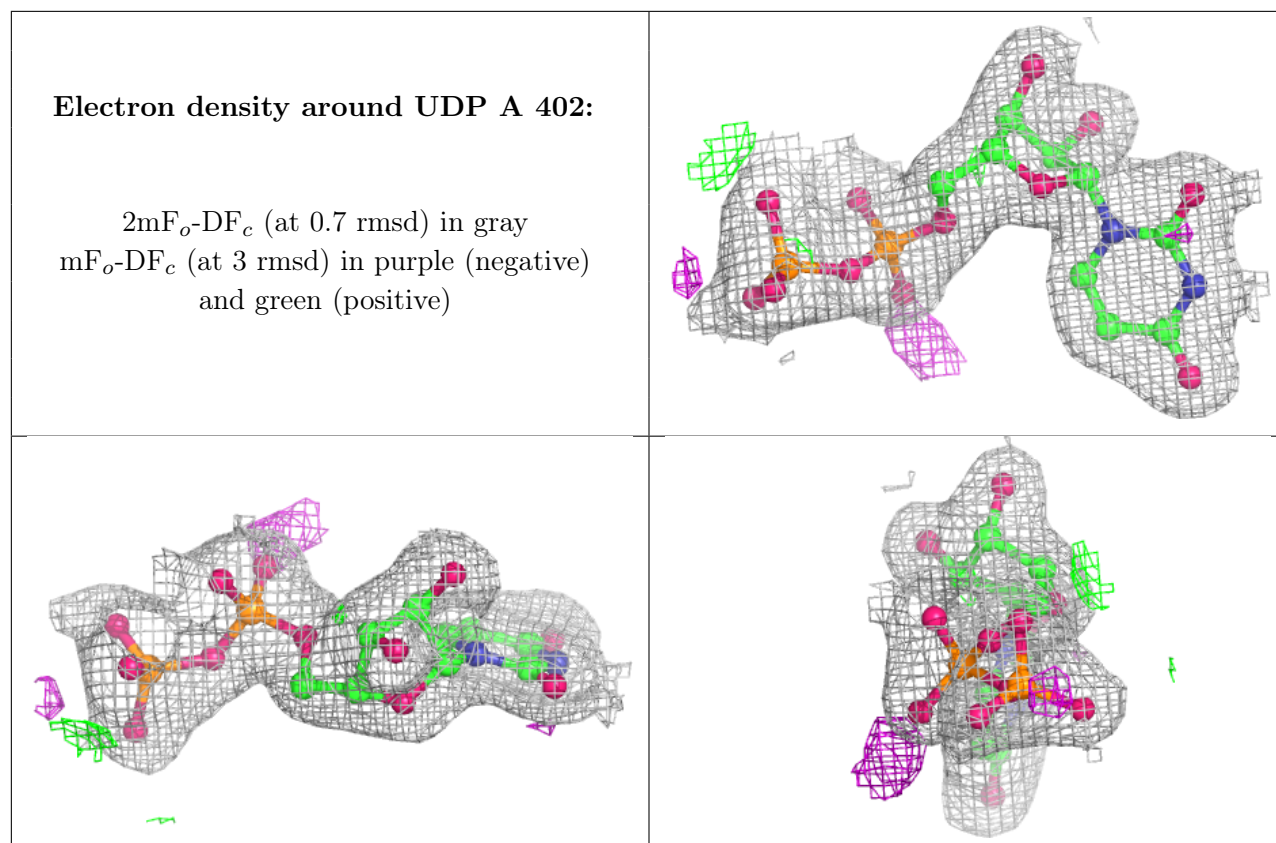 Electron density around UDP A 402:
2mFo-DFc (at 0.7 rmsd) in gray
mFo-DFc (at 3 rmsd) in purple (negative)
and green (positive)